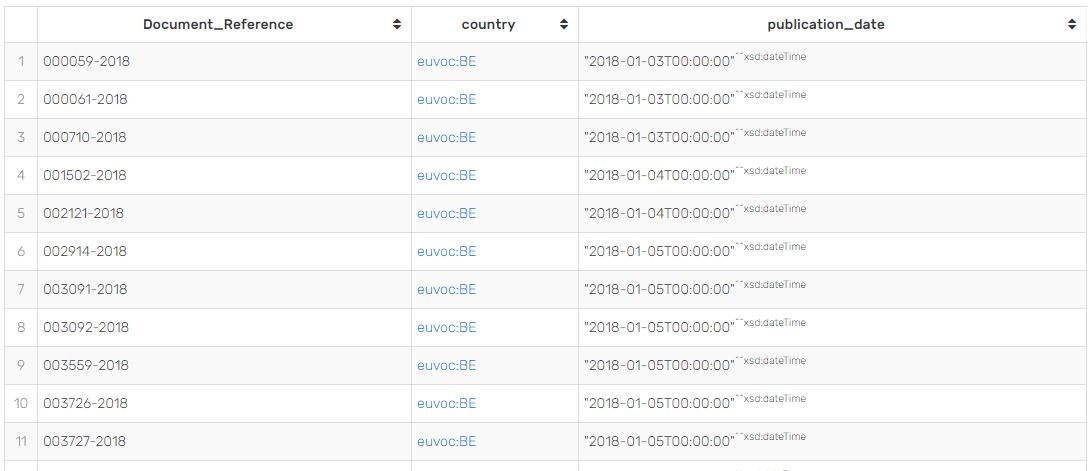 Document_Reference country publication_date
1 000059-2018 euvoc:BE "2018-01-03T00:00:00"^^xsd:dateTime
2 000061-2018 euvoc:BE "2018-01-03T00:00:00"^^xsd:dateTime
3 000710-2018 euvoc:BE "2018-01-03T00:00:00"^^xsd:dateTime
4 001502-2018 euvoc:BE "2018-01-04T00:00:00"^^xsd:dateTime
5 002121-2018 euvoc:BE "2018-01-04T00:00:00"^^xsd:dateTime
6 002914-2018 euvoc:BE "2018-01-05T00:00:00"^^xsd:dateTime
7 003091-2018 euvoc:BE "2018-01-05T00:00:00"^^xsd:dateTime
8 003092-2018 euvoc:BE "2018-01-05T00:00:00"^^xsd:dateTime
9 003559-2018 euvoc:BE "2018-01-05T00:00:00"^^xsd:dateTime
10 003726-2018 euvoc:BE "2018-01-05T00:00:00"^^xsd:dateTime
11 003727-2018 euvoc:BE "2018-01-05T00:00:00"^^xsd:dateTime